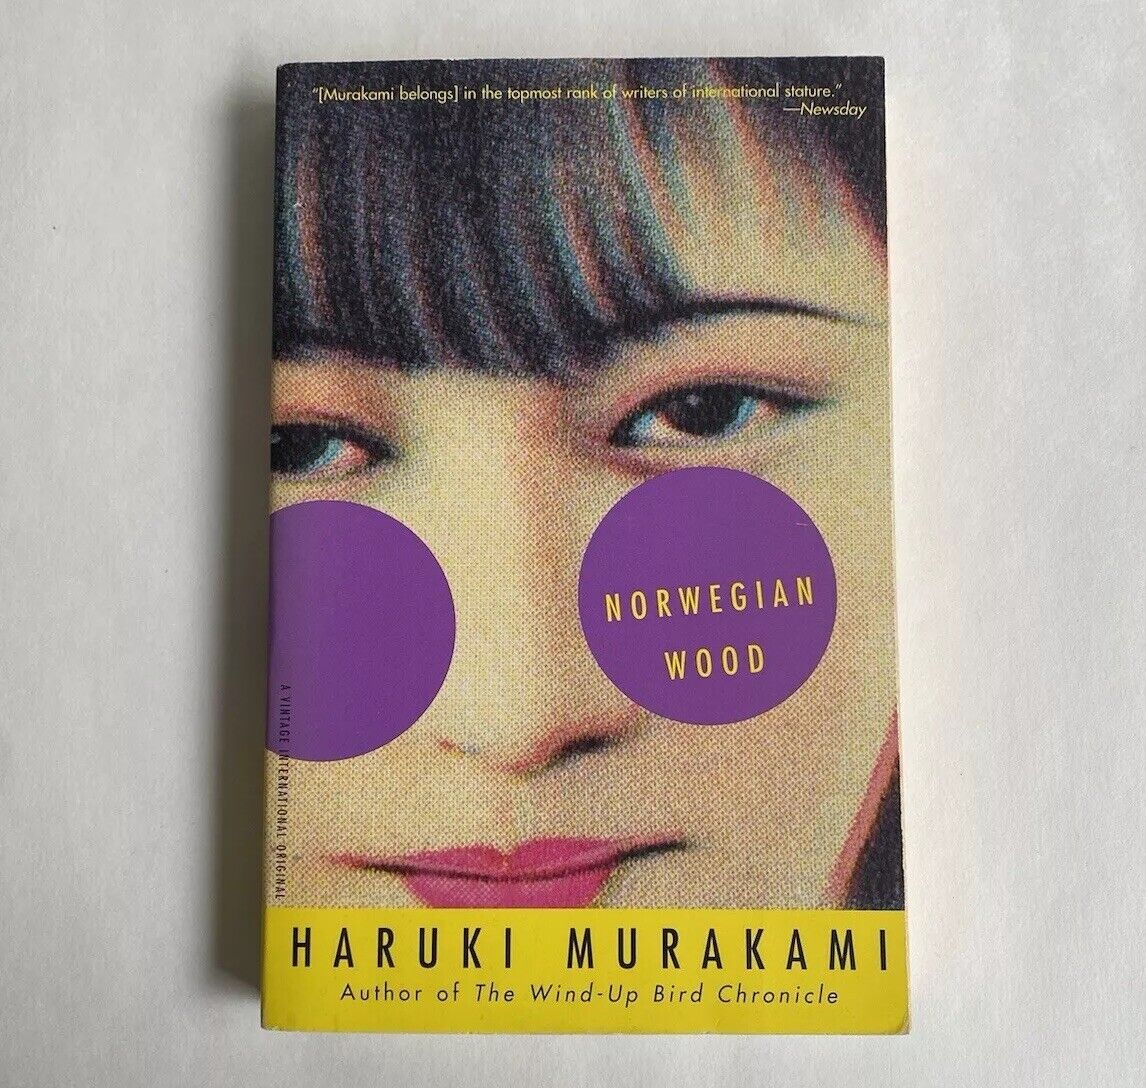 "[Murakami belongs] in the topmost rank of writers of international stature."
—Newsday
NORWEGIAN
WOOD
A VINTAGE INTERNATIONAL ORIGINAL
HARUKI MURAKAMI
Author of The Wind-Up Bird Chronicle